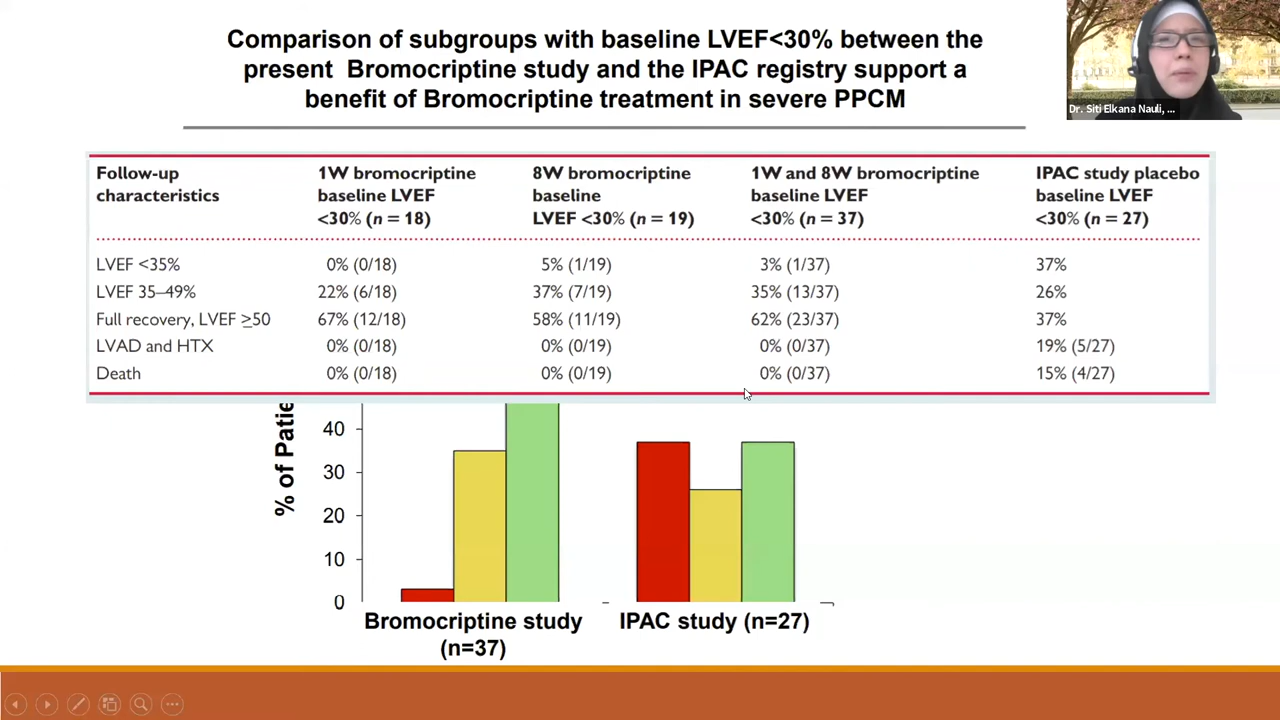 Comparison of subgroups with baseline LVEF<30% between the
present Bromocriptine study and the IPAC registry support a
benefit of Bromocriptine treatment in severe PPCM
Dr. Siti Elkana Nauli, ...
Follow-up characteristics
1W bromocriptine baseline LVEF <30% (n = 18)
8W bromocriptine baseline LVEF <30% (n = 19)
1W and 8W bromocriptine baseline LVEF <30% (n = 37)
IPAC study placebo baseline LVEF <30% (n = 27)
LVEF <35% 0% (0/18) 5% (1/19) 3% (1/37) 37%
LVEF 35–49% 22% (6/18) 37% (7/19) 35% (13/37) 26%
Full recovery, LVEF ≥50 67% (12/18) 58% (11/19) 62% (23/37) 37%
LVAD and HTX 0% (0/18) 0% (0/19) 0% (0/37) 19% (5/27)
Death 0% (0/18) 0% (0/19) 0% (0/37) 15% (4/27)
% of Patie
40
30
20
10
0
Bromocriptine study
(n=37)
IPAC study (n=27)